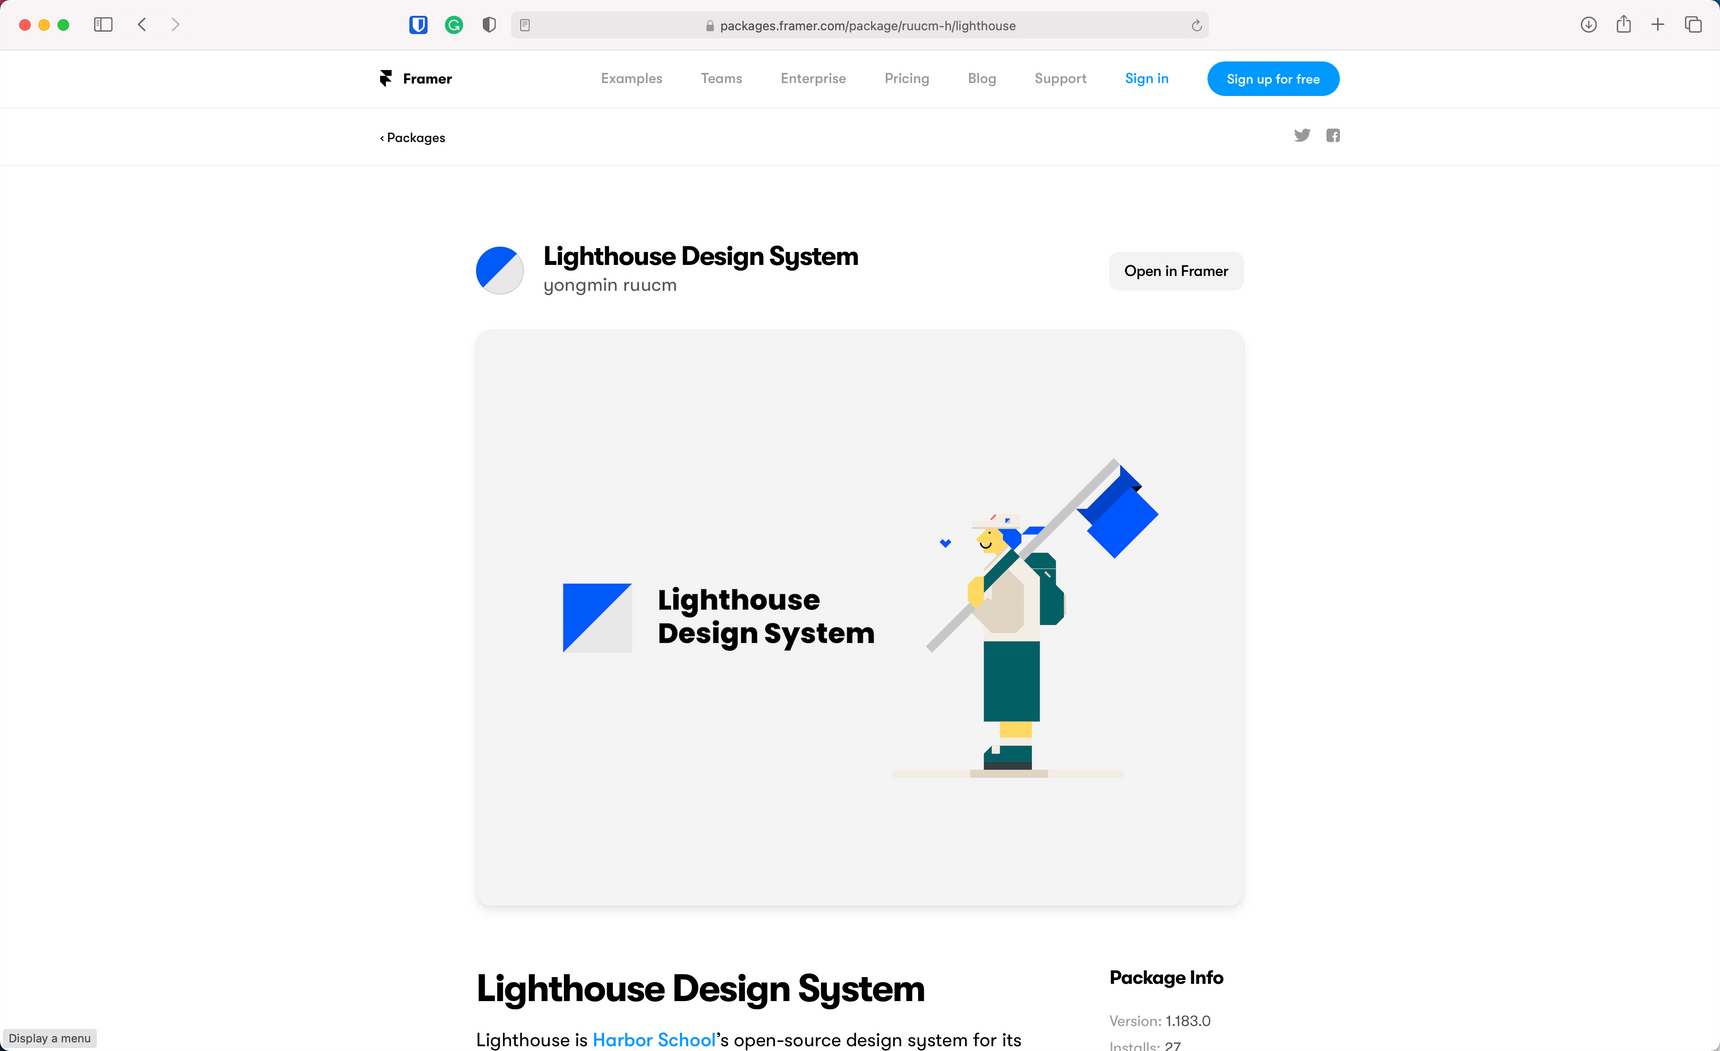 packages.framer.com/package/ruucm-h/lighthouse
Framer
Examples
Teams
Enterprise
Pricing
Blog
Support
Sign in
Sign up for free
‹ Packages
Lighthouse Design System
yongmin ruucm
Open in Framer
Lighthouse
Design System
Lighthouse Design System
Package Info
Lighthouse is Harbor School’s open-source design system for its
Version: 1.183.0
Installs: 27
Display a menu